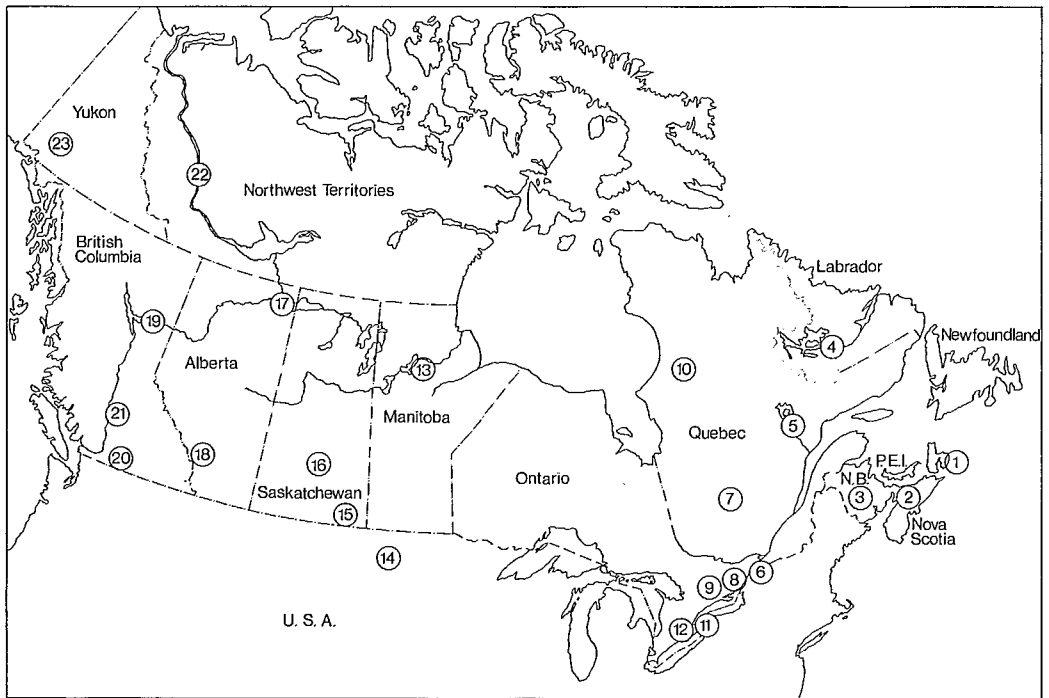 Yukon
23
22
Northwest Territories
British
Columbia
Labrador
17
19
Newfoundland
4
Alberta
13
10
Manitoba
21
5
Quebec
20
18
16
P.E.I.
1
N.B.
Saskatchewan
Ontario
7
3
2
15
Nova
Scotia
14
6
8
9
U. S. A.
12
11